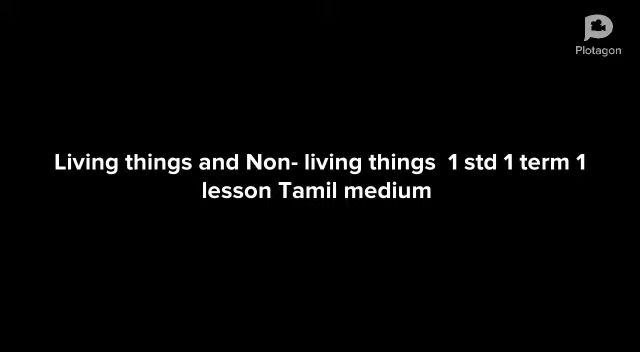 Plotagon
Living things and Non- living things 1 std 1 term 1
lesson Tamil medium